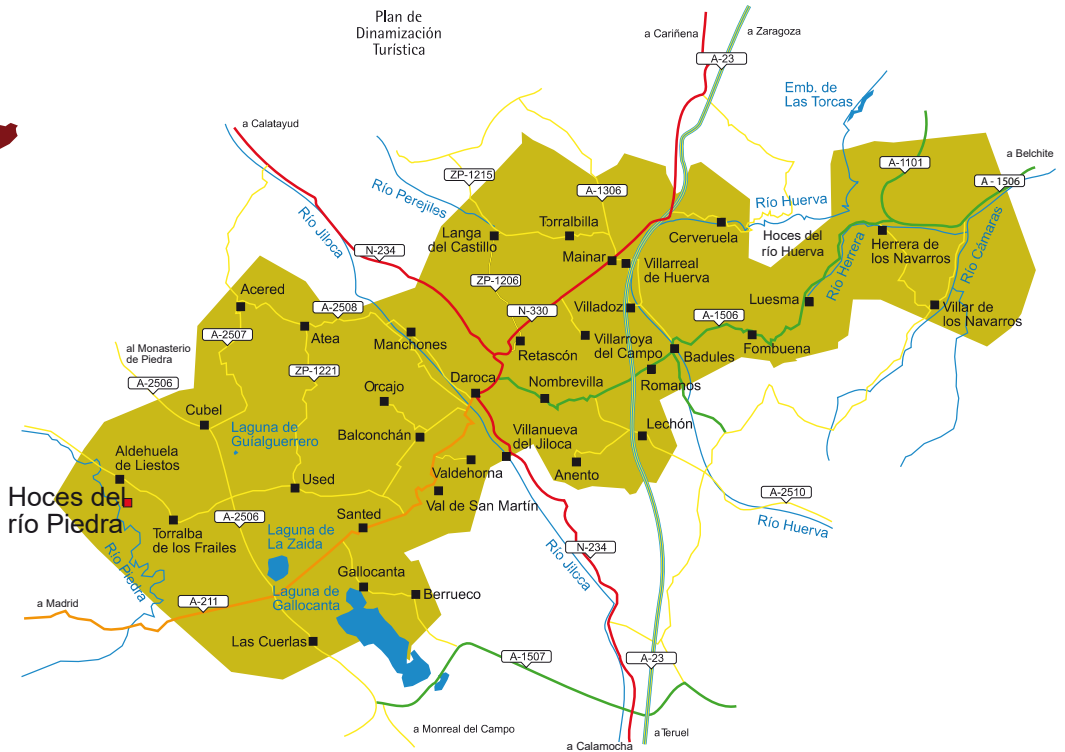 Plan de
Dinamización
Turística
a Cariñena
a Zaragoza
A-23
Emb. de
Las Torcas
a Calatayud
ZP-1215
A-1306
A-1101
a Belchite
A - 1506
Río Perejiles
Río Jiloca
Río Huerva
Langa
del Castillo
Torralbilla
Cerveruela
Hoces del
río Huerva
Herrera de
los Navarros
Río Cámaras
N-234
Mainar
Villarreal
de Huerva
Río Herrera
ZP-1206
Acered
A-2508
N-330
Villadoz
A-1506
Luesma
Villar de
los Navarros
A-2507
Atea
Manchones
Retascón
Villarroya
del Campo
Badules
Fombuena
al Monasterio
de Piedra
A-2506
ZP-1221
Orcajo
Daroca
Nombrevilla
Romanos
Cubel
Laguna de
Guialguerrero
Balconchán
Villanueva
del Jiloca
Lechón
Aldehuela
de Liestos
Used
Valdehorna
Anento
Hoces del
río Piedra
Val de San Martín
A-2510
Río Huerva
Torralba
de los Frailes
A-2506
Santed
Laguna de
La Zaida
N-234
Río Jiloca
Río Piedra
Gallocanta
Laguna de
Gallocanta
Berrueco
a Madrid
A-211
Las Cuerlas
A-1507
A-23
a Monreal del Campo
a Teruel
a Calamocha